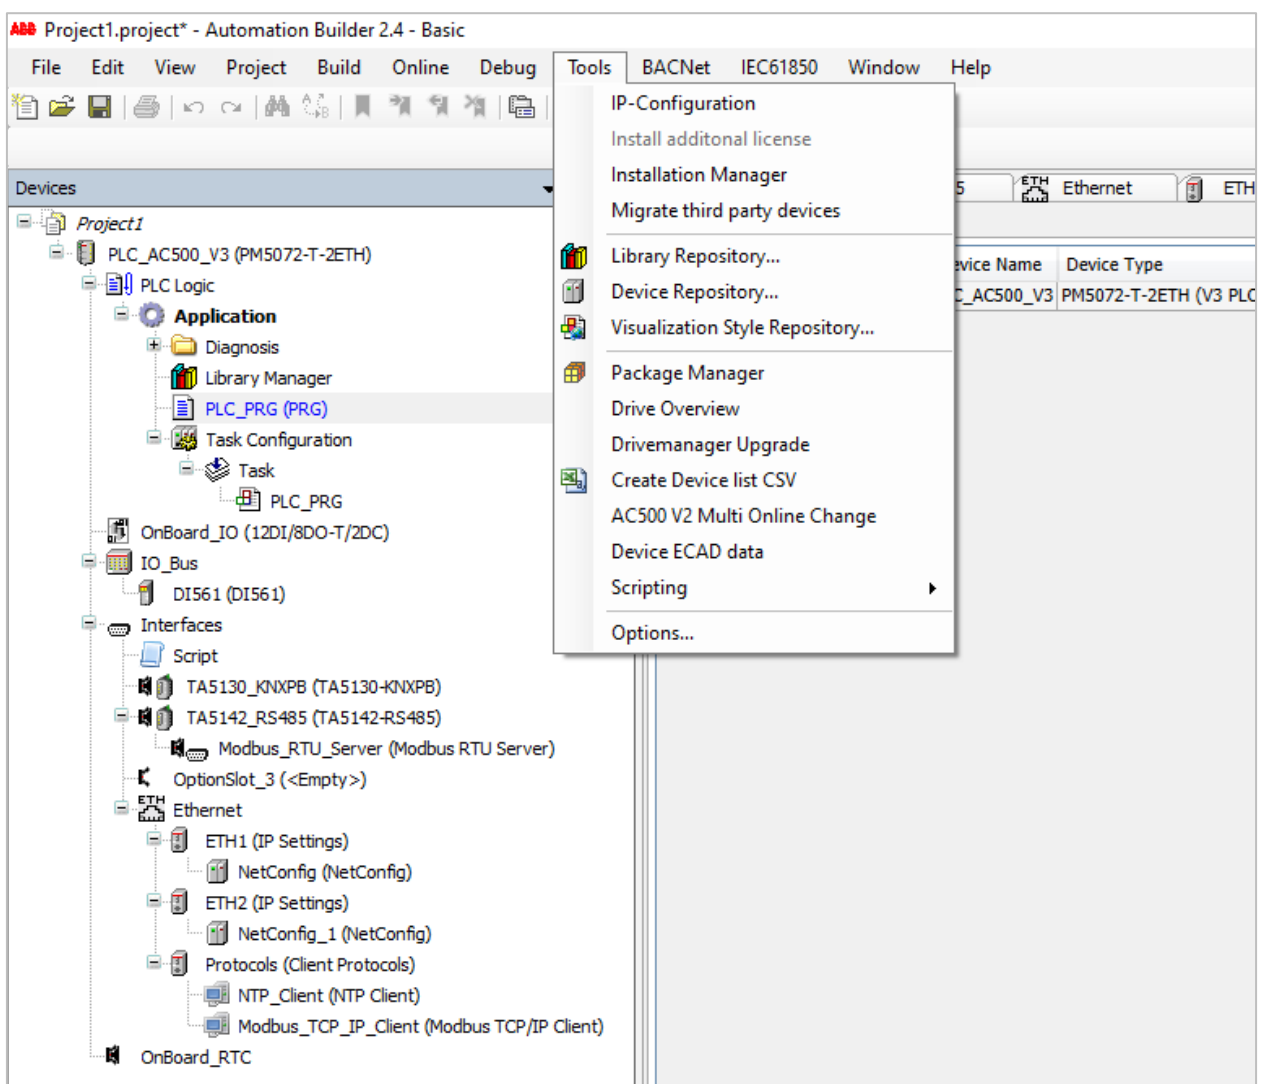 ABB Project1.project* - Automation Builder 2.4 - Basic
File Edit View Project Build Online Debug Tools BACNet IEC61850 Window Help
IP-Configuration
Install additonal license
Installation Manager
Migrate third party devices
Library Repository...
Device Repository...
Visualization Style Repository...
Package Manager
Drive Overview
Drivemanager Upgrade
Create Device list CSV
AC500 V2 Multi Online Change
Device ECAD data
Scripting
Options...
5 ETH Ethernet ETH
evice Name Device Type
C_AC500_V3 PM5072-T-2ETH (V3 PLC
Devices
Project1
PLC_AC500_V3 (PM5072-T-2ETH)
PLC Logic
Application
Diagnosis
Library Manager
PLC_PRG (PRG)
Task Configuration
Task
PLC_PRG
OnBoard_IO (12DI/8DO-T/2DC)
IO_Bus
DI561 (DI561)
Interfaces
Script
TA5130_KNXPB (TA5130-KNXPB)
TA5142_RS485 (TA5142-RS485)
Modbus_RTU_Server (Modbus RTU Server)
OptionSlot_3 (<Empty>)
ETH Ethernet
ETH1 (IP Settings)
NetConfig (NetConfig)
ETH2 (IP Settings)
NetConfig_1 (NetConfig)
Protocols (Client Protocols)
NTP_Client (NTP Client)
Modbus_TCP_IP_Client (Modbus TCP/IP Client)
OnBoard_RTC